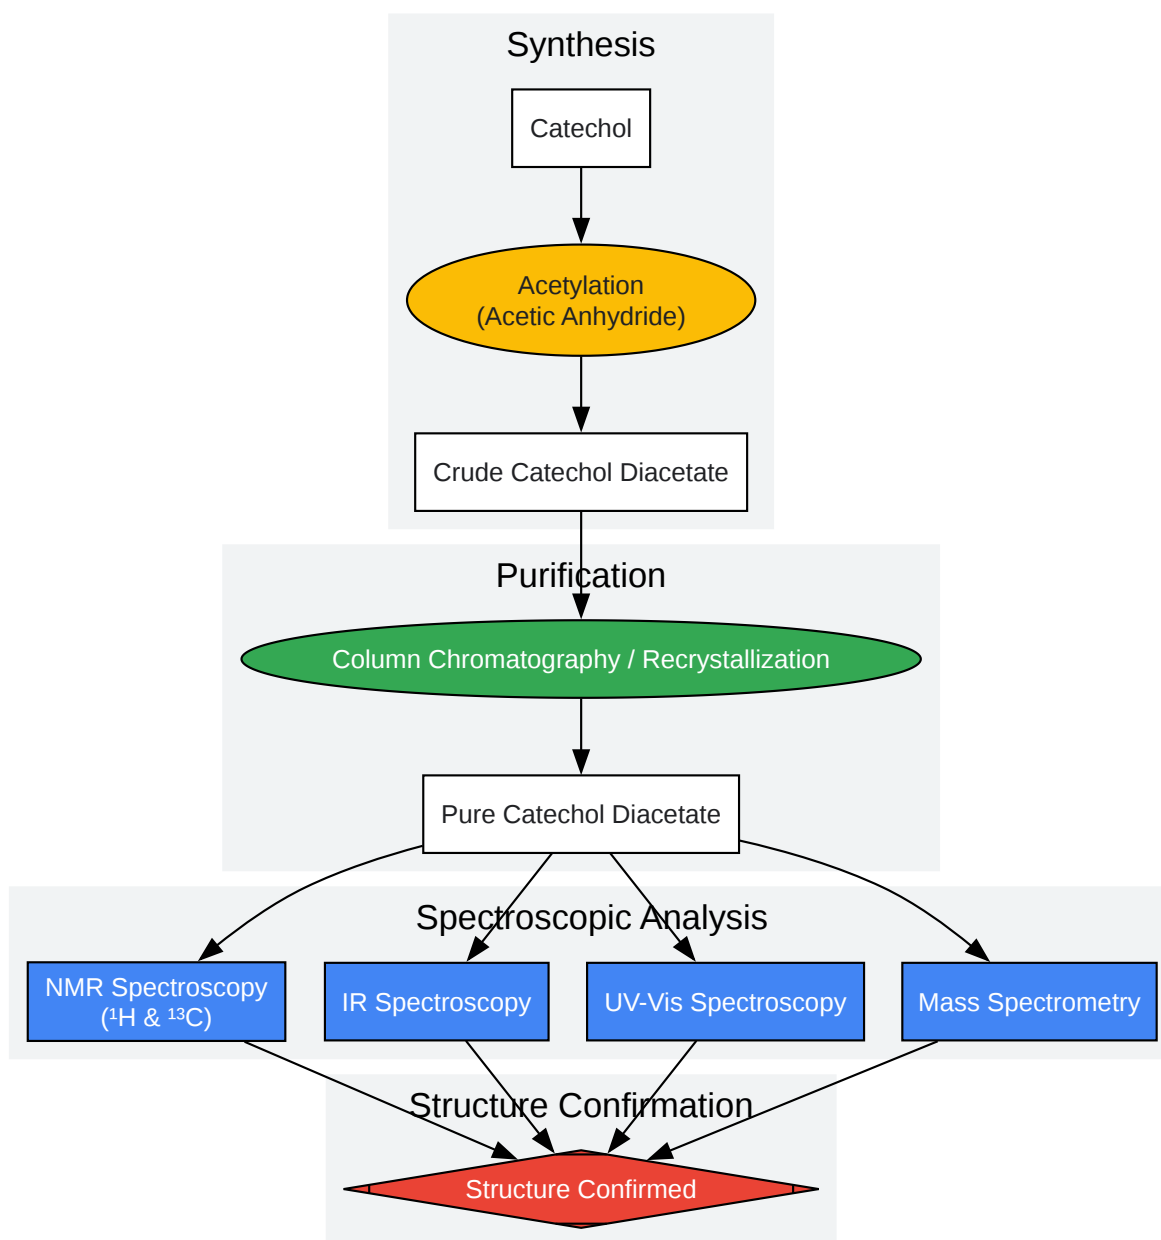 Synthesis
Catechol
Acetylation
(Acetic Anhydride)
Crude Catechol Diacetate
Purification
Column Chromatography / Recrystallization
Pure Catechol Diacetate
Spectroscopic Analysis
NMR Spectroscopy
(¹H & ¹³C)
IR Spectroscopy
UV-Vis Spectroscopy
Mass Spectrometry
Structure Confirmation
Structure Confirmed